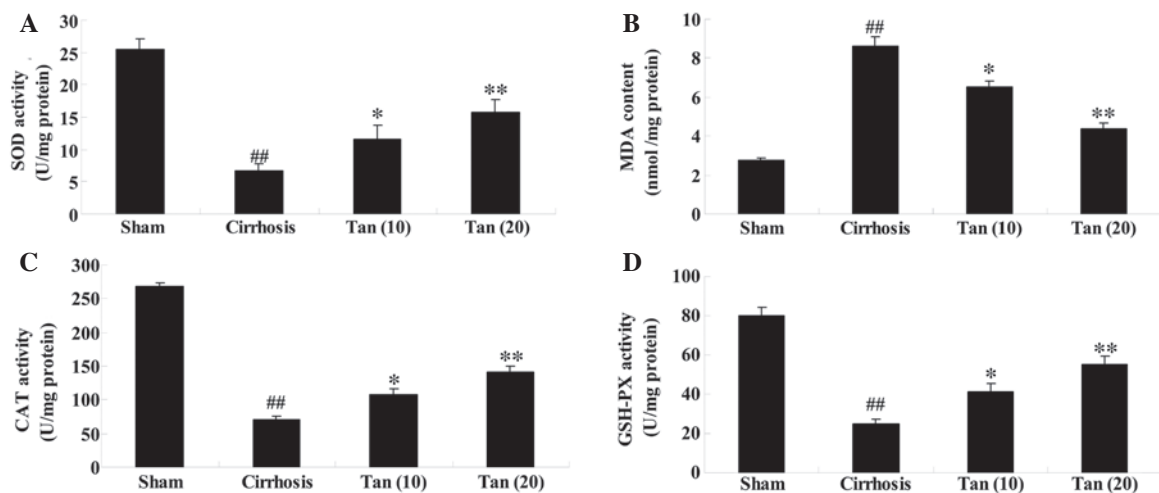 A
SOD activity
(U/mg protein)
30
25
20
15
10
5
0
##
*
**
Sham Cirrhosis Tan (10) Tan (20)
B
MDA content
(nmol /mg protein)
10
8
6
4
2
0
##
*
**
Sham Cirrhosis Tan (10) Tan (20)
C
CAT activity
(U/mg protein)
300
250
200
150
100
50
0
##
*
**
Sham Cirrhosis Tan (10) Tan (20)
D
GSH-PX activity
(U/mg protein)
100
80
60
40
20
0
##
*
**
Sham Cirrhosis Tan (10) Tan (20)